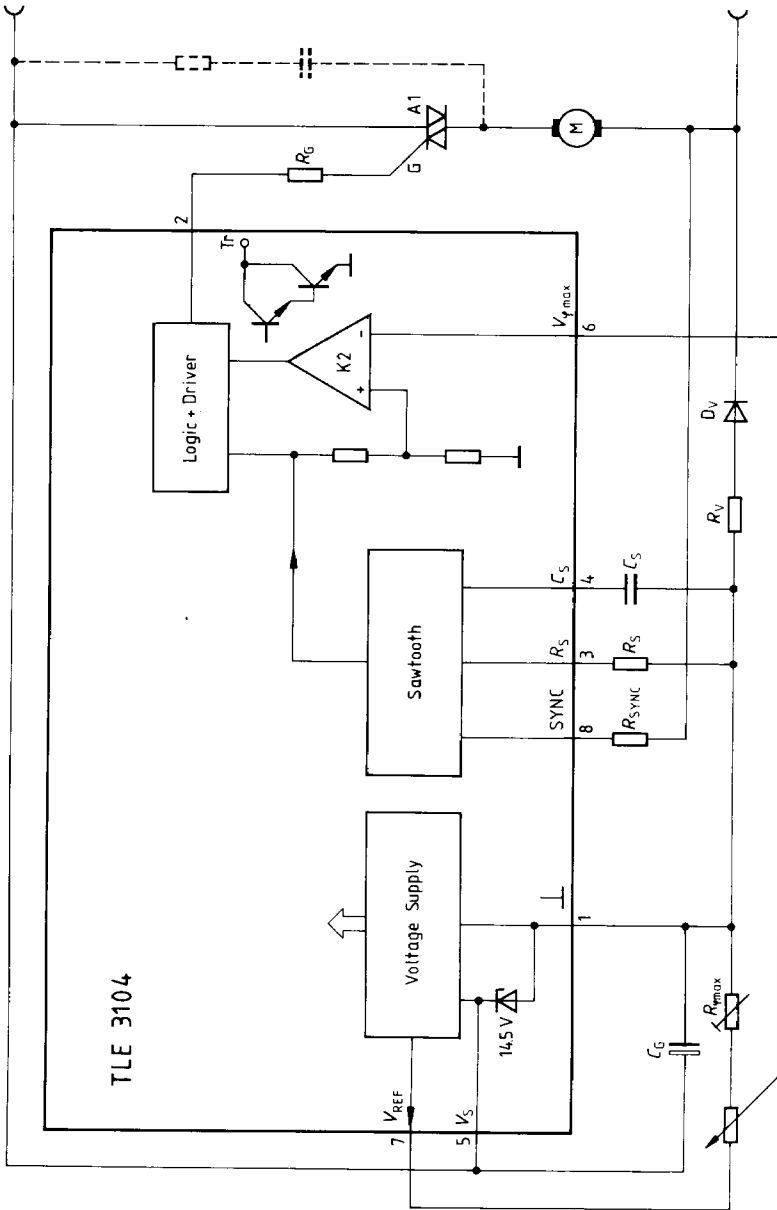 TLE 3104
Voltage Supply
14.5 V
Sawtooth
Logic + Driver
K2
+
-
Tr
2
R_G
G
A1
M
7
V_REF
5
V_S
1
8
SYNC
3
R_S
4
C_S
6
V_φmax
R_SYNC
R_S
C_S
C_G
R_φmax
R_V
D_V